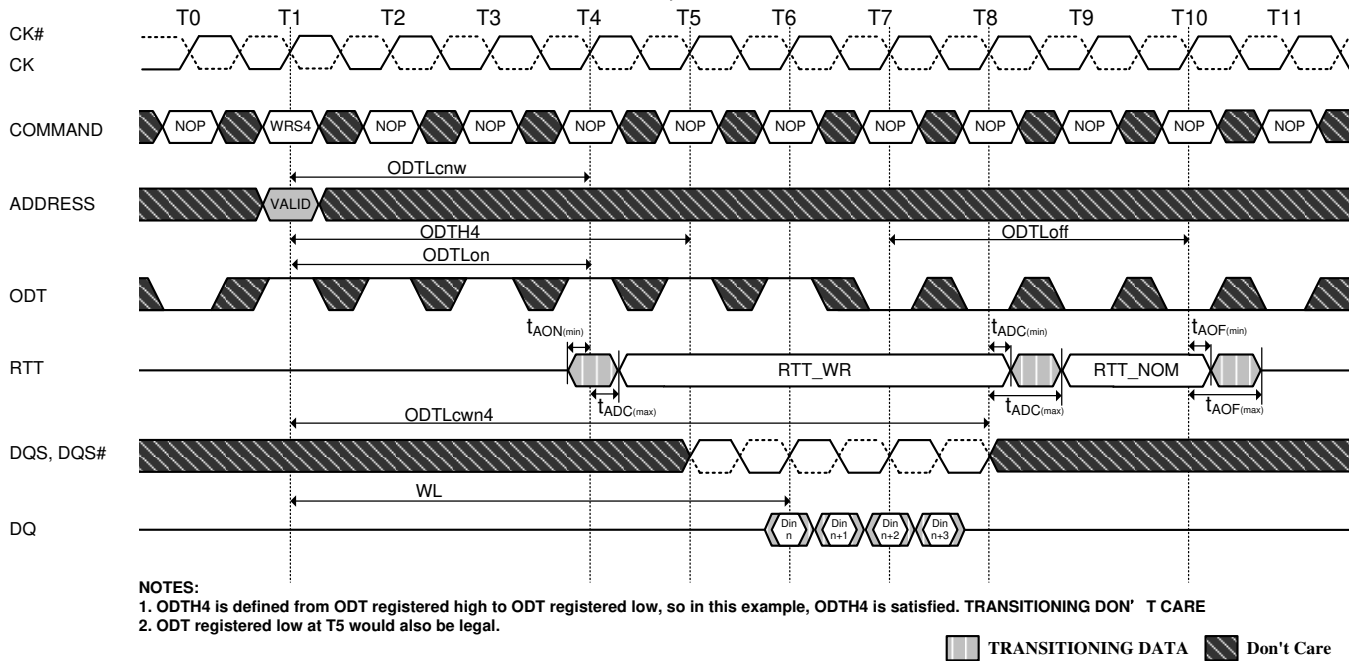 T0 T1 T2 T3 T4 T5 T6 T7 T8 T9 T10 T11
CK#
CK
COMMAND NOP WRS4 NOP NOP NOP NOP NOP NOP NOP NOP NOP NOP
ODTLcnw
ADDRESS VALID
ODTH4 ODTLoff
ODTLon
ODT
tAON(min) tADC(min) tAOF(min)
RTT RTT_WR RTT_NOM
tADC(max) tADC(max) tAOF(max)
ODTLcwn4
DQS, DQS#
WL
DQ Din n Din n+1 Din n+2 Din n+3
NOTES:
1. ODTH4 is defined from ODT registered high to ODT registered low, so in this example, ODTH4 is satisfied. TRANSITIONING DON' T CARE
2. ODT registered low at T5 would also be legal.
TRANSITIONING DATA Don't Care